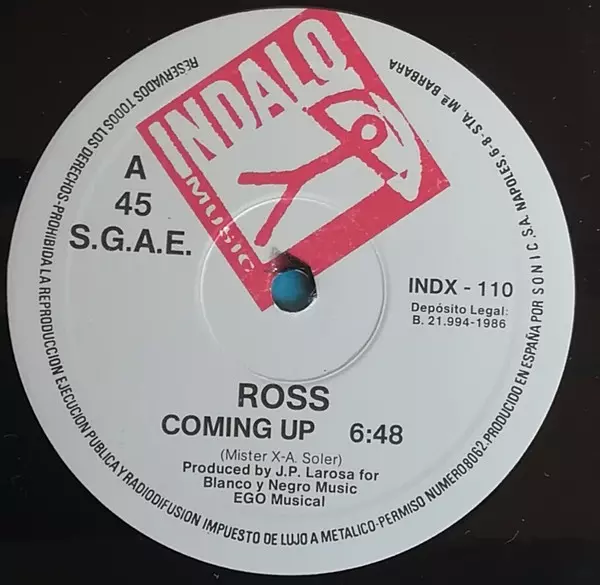 INDALO
MUSIC
A
45
S.G.A.E.
INDX - 110
Depósito Legal:
B. 21.994-1986
ROSS
COMING UP 6:48
(Mister X-A. Soler)
Produced by J.P. Larosa for
Blanco y Negro Music
EGO Musical
RESERVADOS TODOS LOS DERECHOS-PROHIBIDA LA REPRODUCCION EJECUCION PUBLICA Y RADIODIFUSION IMPUESTO DE LUJO A METALICO-PERMISO NUMERO 8062. PRODUCIDO EN ESPAÑA POR S O N I C S.A. NAPOLES, 6-8-STA. Mª BARBARA